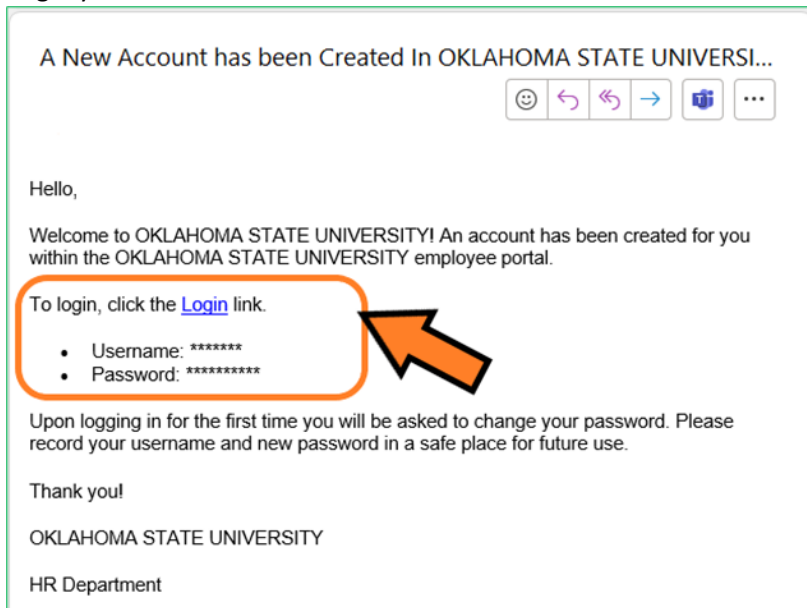 A New Account has been Created In OKLAHOMA STATE UNIVERSI...
Hello,
Welcome to OKLAHOMA STATE UNIVERSITY! An account has been created for you
within the OKLAHOMA STATE UNIVERSITY employee portal.
To login, click the Login link.
• Username: *******
• Password: **********
Upon logging in for the first time you will be asked to change your password. Please
record your username and new password in a safe place for future use.
Thank you!
OKLAHOMA STATE UNIVERSITY
HR Department